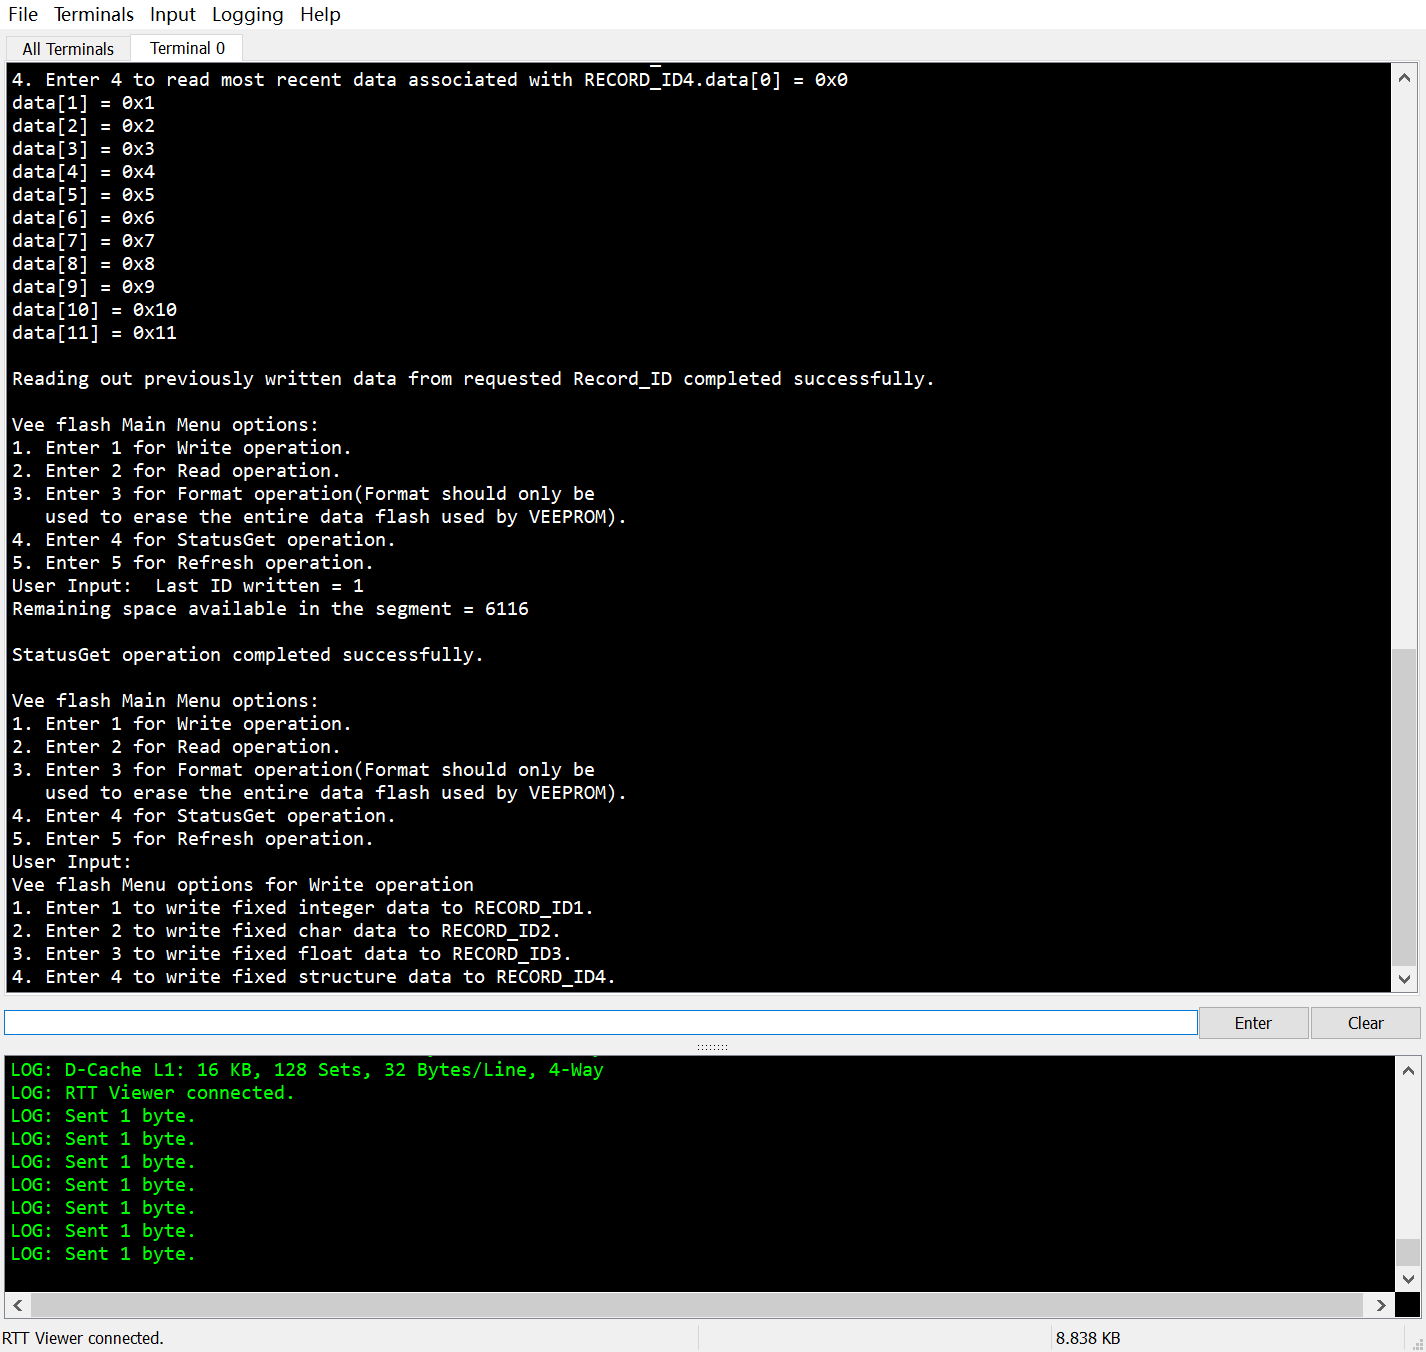 File Terminals Input Logging Help
All Terminals Terminal 0
4. Enter 4 to read most recent data associated with RECORD_ID4.data[0] = 0x0
data[1] = 0x1
data[2] = 0x2
data[3] = 0x3
data[4] = 0x4
data[5] = 0x5
data[6] = 0x6
data[7] = 0x7
data[8] = 0x8
data[9] = 0x9
data[10] = 0x10
data[11] = 0x11
Reading out previously written data from requested Record_ID completed successfully.
Vee flash Main Menu options:
1. Enter 1 for Write operation.
2. Enter 2 for Read operation.
3. Enter 3 for Format operation(Format should only be
used to erase the entire data flash used by VEEPROM).
4. Enter 4 for StatusGet operation.
5. Enter 5 for Refresh operation.
User Input:  Last ID written = 1
Remaining space available in the segment = 6116
StatusGet operation completed successfully.
Vee flash Main Menu options:
1. Enter 1 for Write operation.
2. Enter 2 for Read operation.
3. Enter 3 for Format operation(Format should only be
used to erase the entire data flash used by VEEPROM).
4. Enter 4 for StatusGet operation.
5. Enter 5 for Refresh operation.
User Input:
Vee flash Menu options for Write operation
1. Enter 1 to write fixed integer data to RECORD_ID1.
2. Enter 2 to write fixed char data to RECORD_ID2.
3. Enter 3 to write fixed float data to RECORD_ID3.
4. Enter 4 to write fixed structure data to RECORD_ID4.
Enter Clear
LOG: D-Cache L1: 16 KB, 128 Sets, 32 Bytes/Line, 4-Way
LOG: RTT Viewer connected.
LOG: Sent 1 byte.
LOG: Sent 1 byte.
LOG: Sent 1 byte.
LOG: Sent 1 byte.
LOG: Sent 1 byte.
LOG: Sent 1 byte.
LOG: Sent 1 byte.
RTT Viewer connected. 8.838 KB